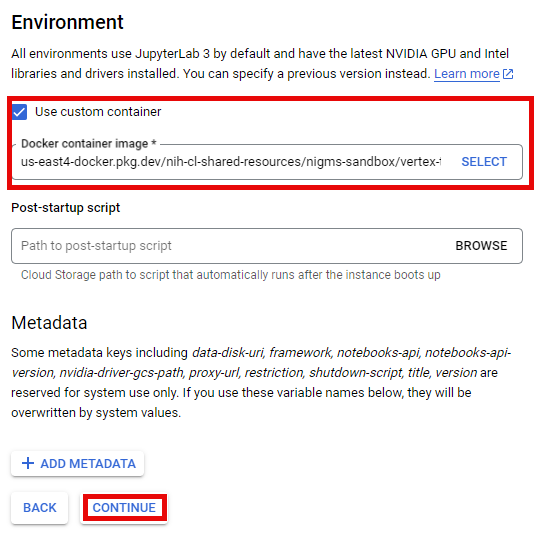 Environment
All environments use JupyterLab 3 by default and have the latest NVIDIA GPU and Intel
libraries and drivers installed. You can specify a previous version instead. Learn more
Use custom container
Docker container image *
us-east4-docker.pkg.dev/nih-cl-shared-resources/nigms-sandbox/vertex- SELECT
Post-startup script
Path to post-startup script BROWSE
Cloud Storage path to script that automatically runs after the instance boots up
Metadata
Some metadata keys including data-disk-uri, framework, notebooks-api, notebooks-api-
version, nvidia-driver-gcs-path, proxy-url, restriction, shutdown-script, title, version are
reserved for system use only. If you use these variable names below, they will be
overwritten by system values.
+ ADD METADATA
BACK CONTINUE